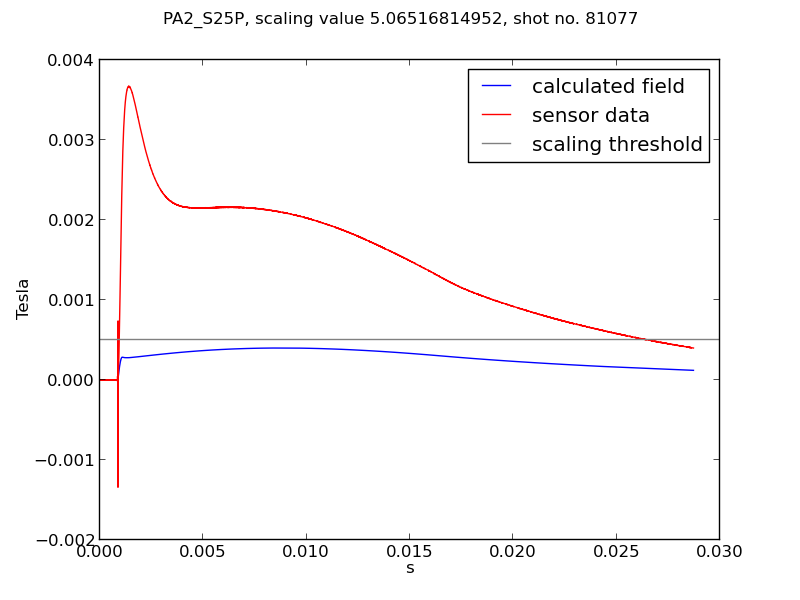 PA2_S25P, scaling value 5.06516814952, shot no. 81077
calculated field
sensor data
scaling threshold
0.004
0.003
0.002
0.001
0.000
−0.001
−0.002
Tesla
0.000 0.005 0.010 0.015 0.020 0.025 0.030
s